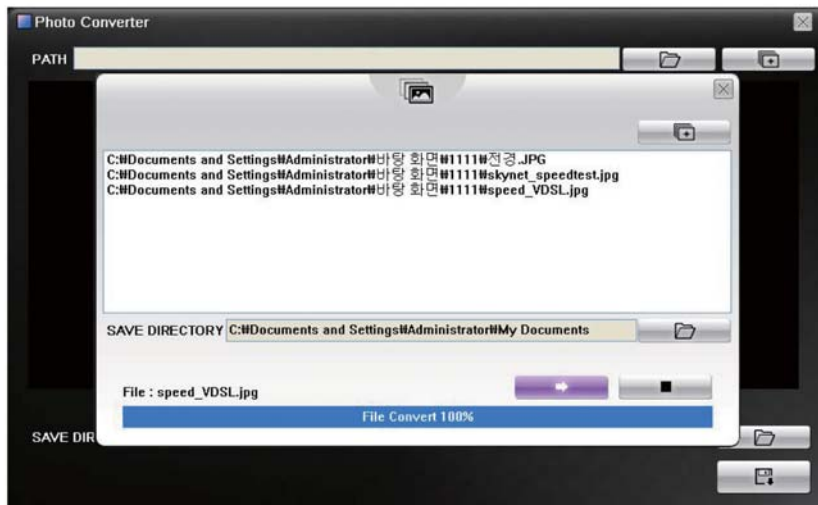 Photo Converter
PATH
C:₩Documents and Settings₩Administrator₩바탕 화면₩1111₩전경.JPG
C:₩Documents and Settings₩Administrator₩바탕 화면₩1111₩skynet_speedtest.jpg
C:₩Documents and Settings₩Administrator₩바탕 화면₩1111₩speed_VDSL.jpg
SAVE DIRECTORY C:₩Documents and Settings₩Administrator₩My Documents
File : speed_VDSL.jpg
File Convert 100%
SAVE DIR